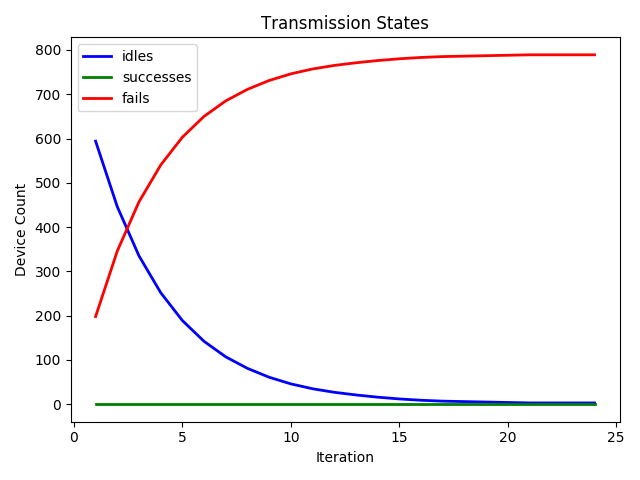 Transmission States
idles
successes
fails
Device Count
800
700
600
500
400
300
200
100
0
0 5 10 15 20 25
Iteration